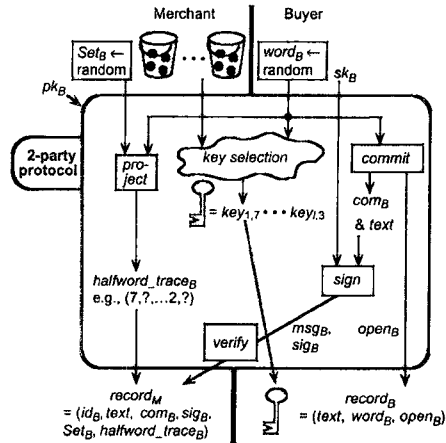 Merchant
Buyer
Set_B ←
random
word_B ←
random
sk_B
pk_B
2-party
protocol
pro-
ject
key selection
commit
= key_1,7 ••• key_l,3
com_B
& text
halfword_trace_B
e.g., (7,?,...2,?)
sign
verify
msg_B,
sig_B
open_B
record_M
= (id_B, text, com_B, sig_B,
Set_B, halfword_trace_B)
record_B
= (text, word_B, open_B)